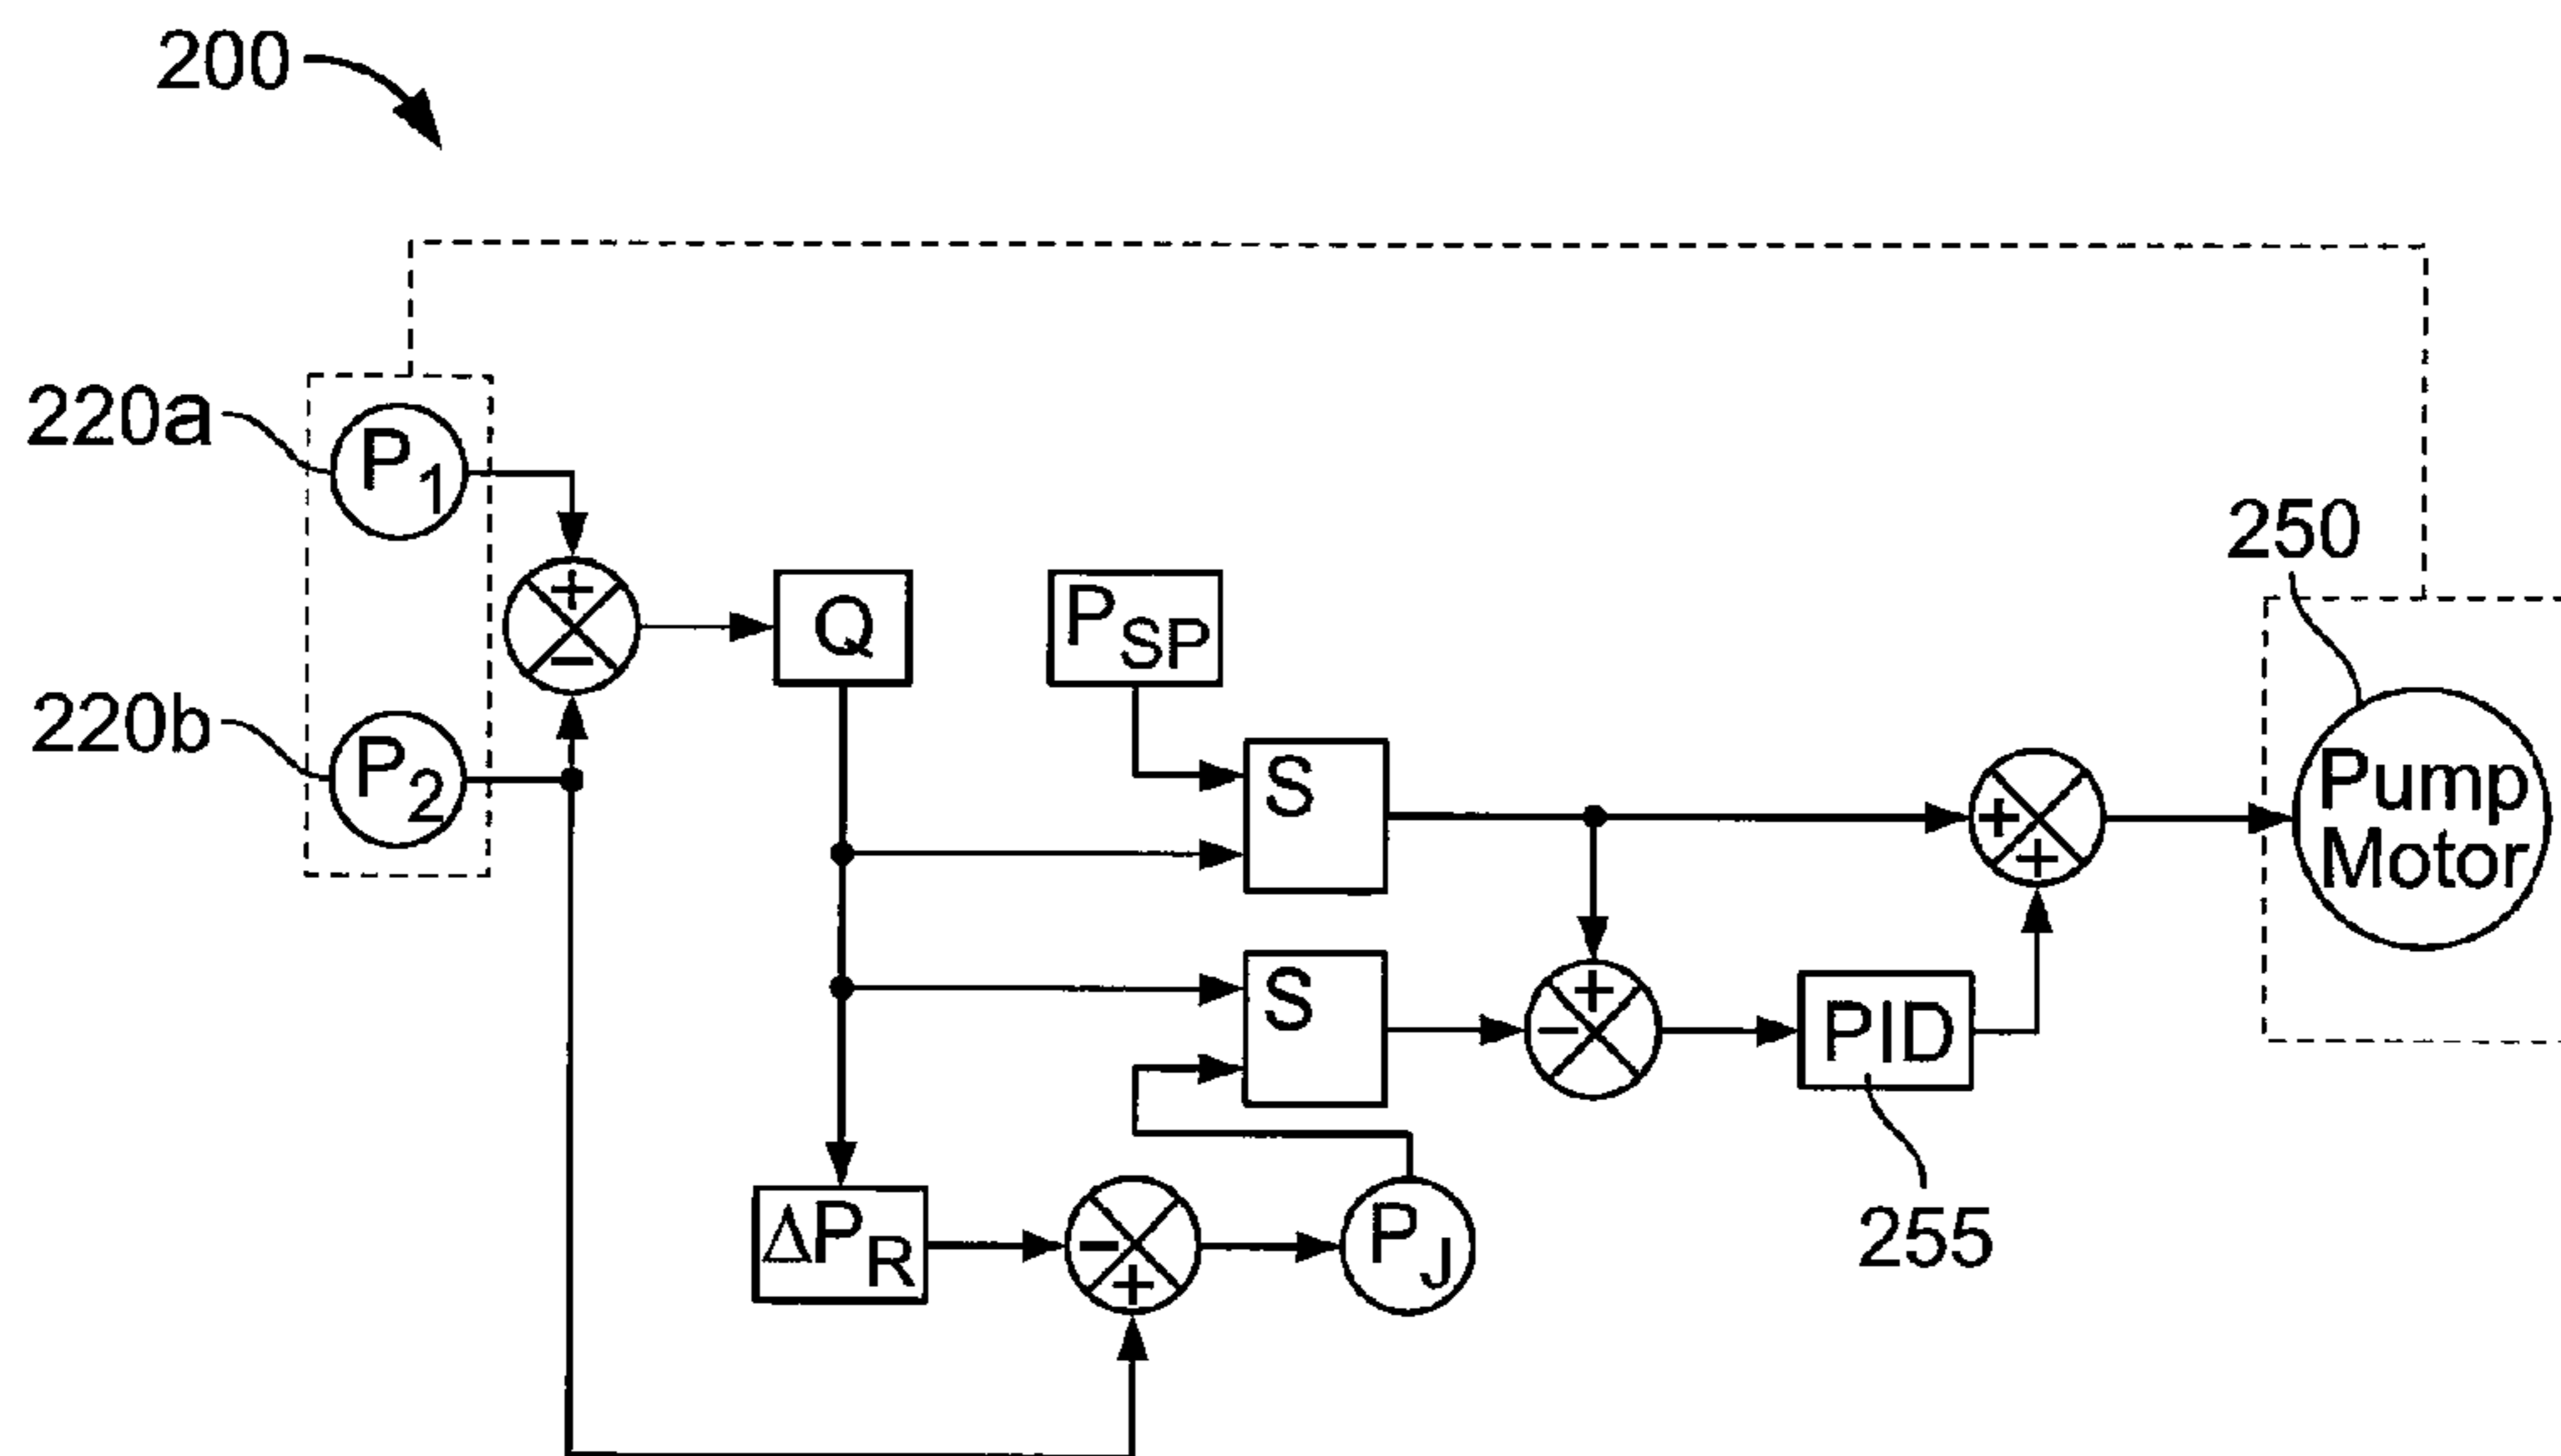 200
220a
P1
250
+
−
Q
PSP
220b
P2
S
+
+
Pump
Motor
S
+
−
PID
ΔPR
−
+
PJ
255